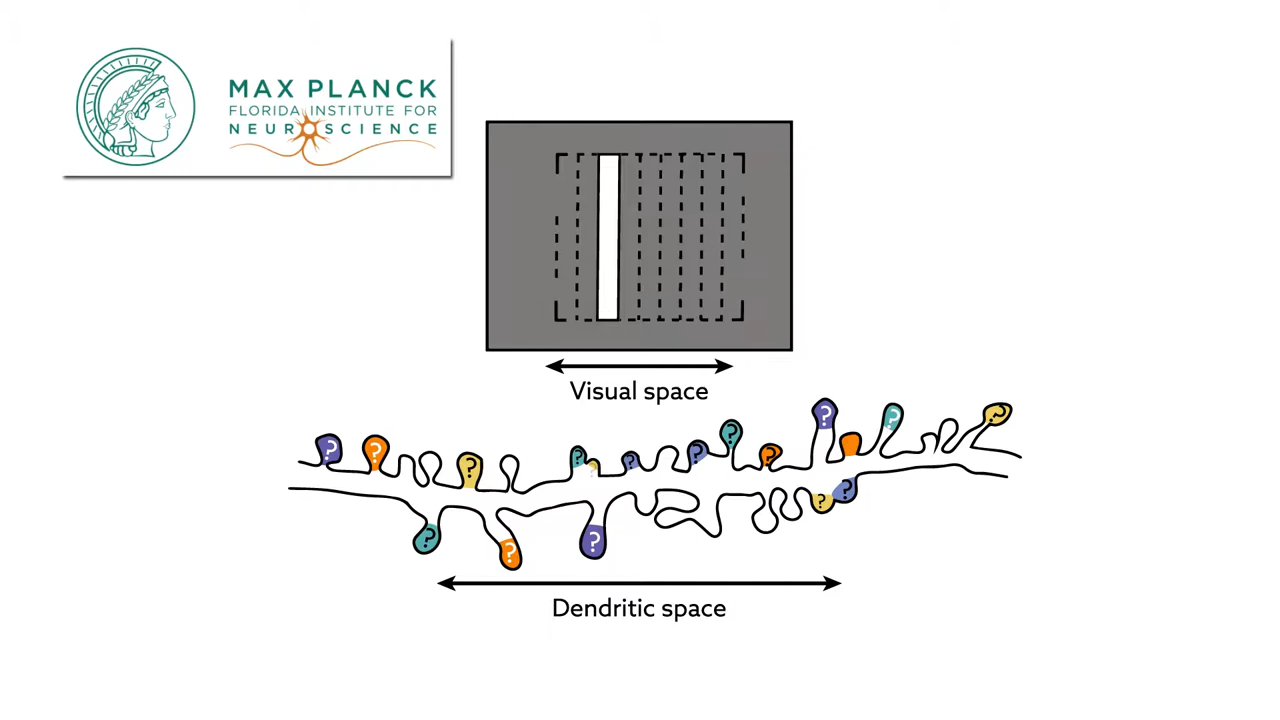 MAX PLANCK
FLORIDA INSTITUTE FOR
NEUROSCIENCE
Visual space
? ? ? ? ? ? ? ? ? ? ? ? ? ? ? ? ?
Dendritic space